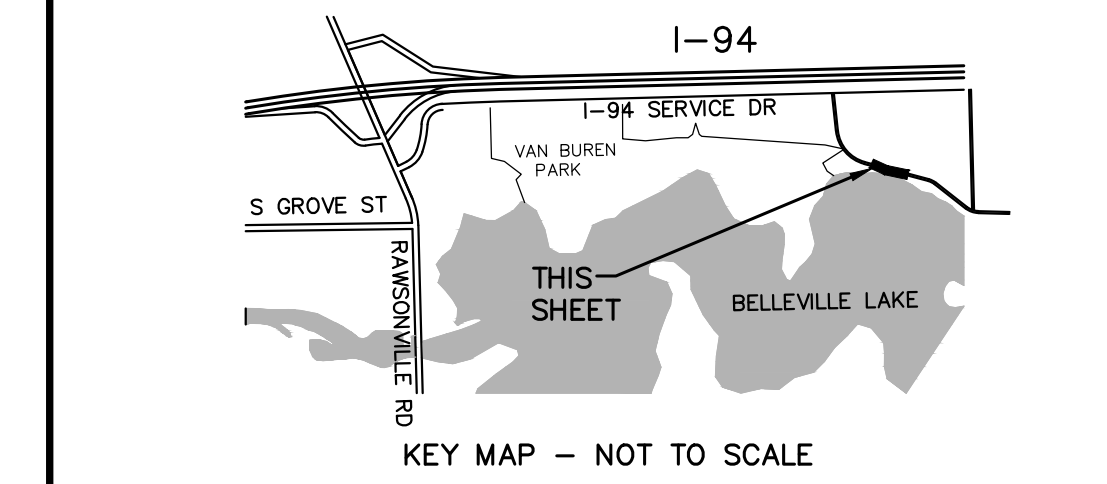 I-94
I-94 SERVICE DR
VAN BUREN
PARK
S GROVE ST
RAWSONVILLE RD
THIS
SHEET
BELLEVILLE LAKE
KEY MAP - NOT TO SCALE